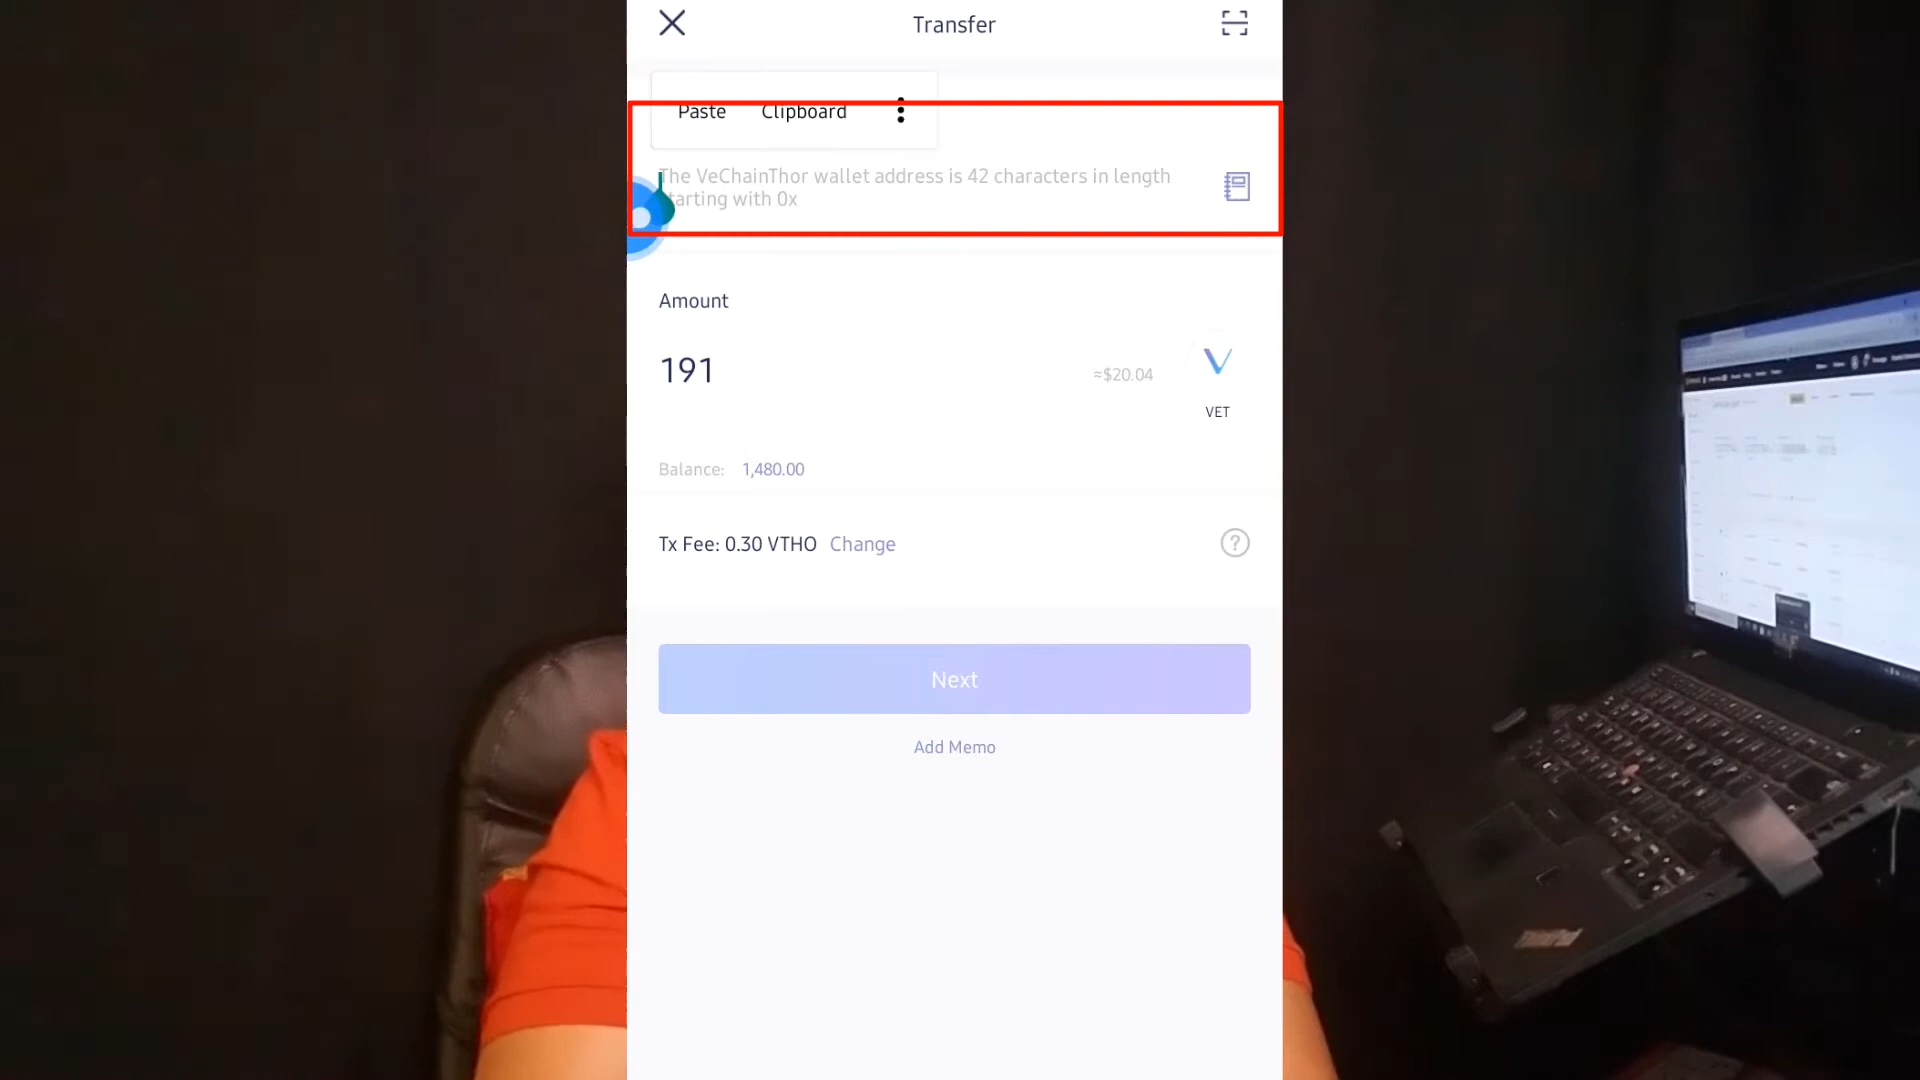 Transfer
Paste Clipboard
The VeChainThor wallet address is 42 characters in length
tarting with 0x
Amount
191
≈$20.04
VET
Balance: 1,480.00
Tx Fee: 0.30 VTHO Change
?
Next
Add Memo